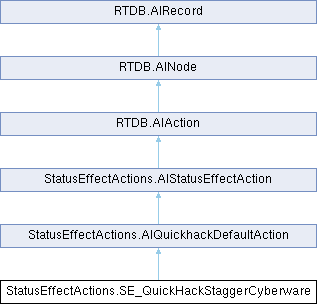 RTDB.AIRecord
RTDB.AINode
RTDB.AIAction
StatusEffectActions.AIStatusEffectAction
StatusEffectActions.AIQuickhackDefaultAction
StatusEffectActions.SE_QuickHackStaggerCyberware